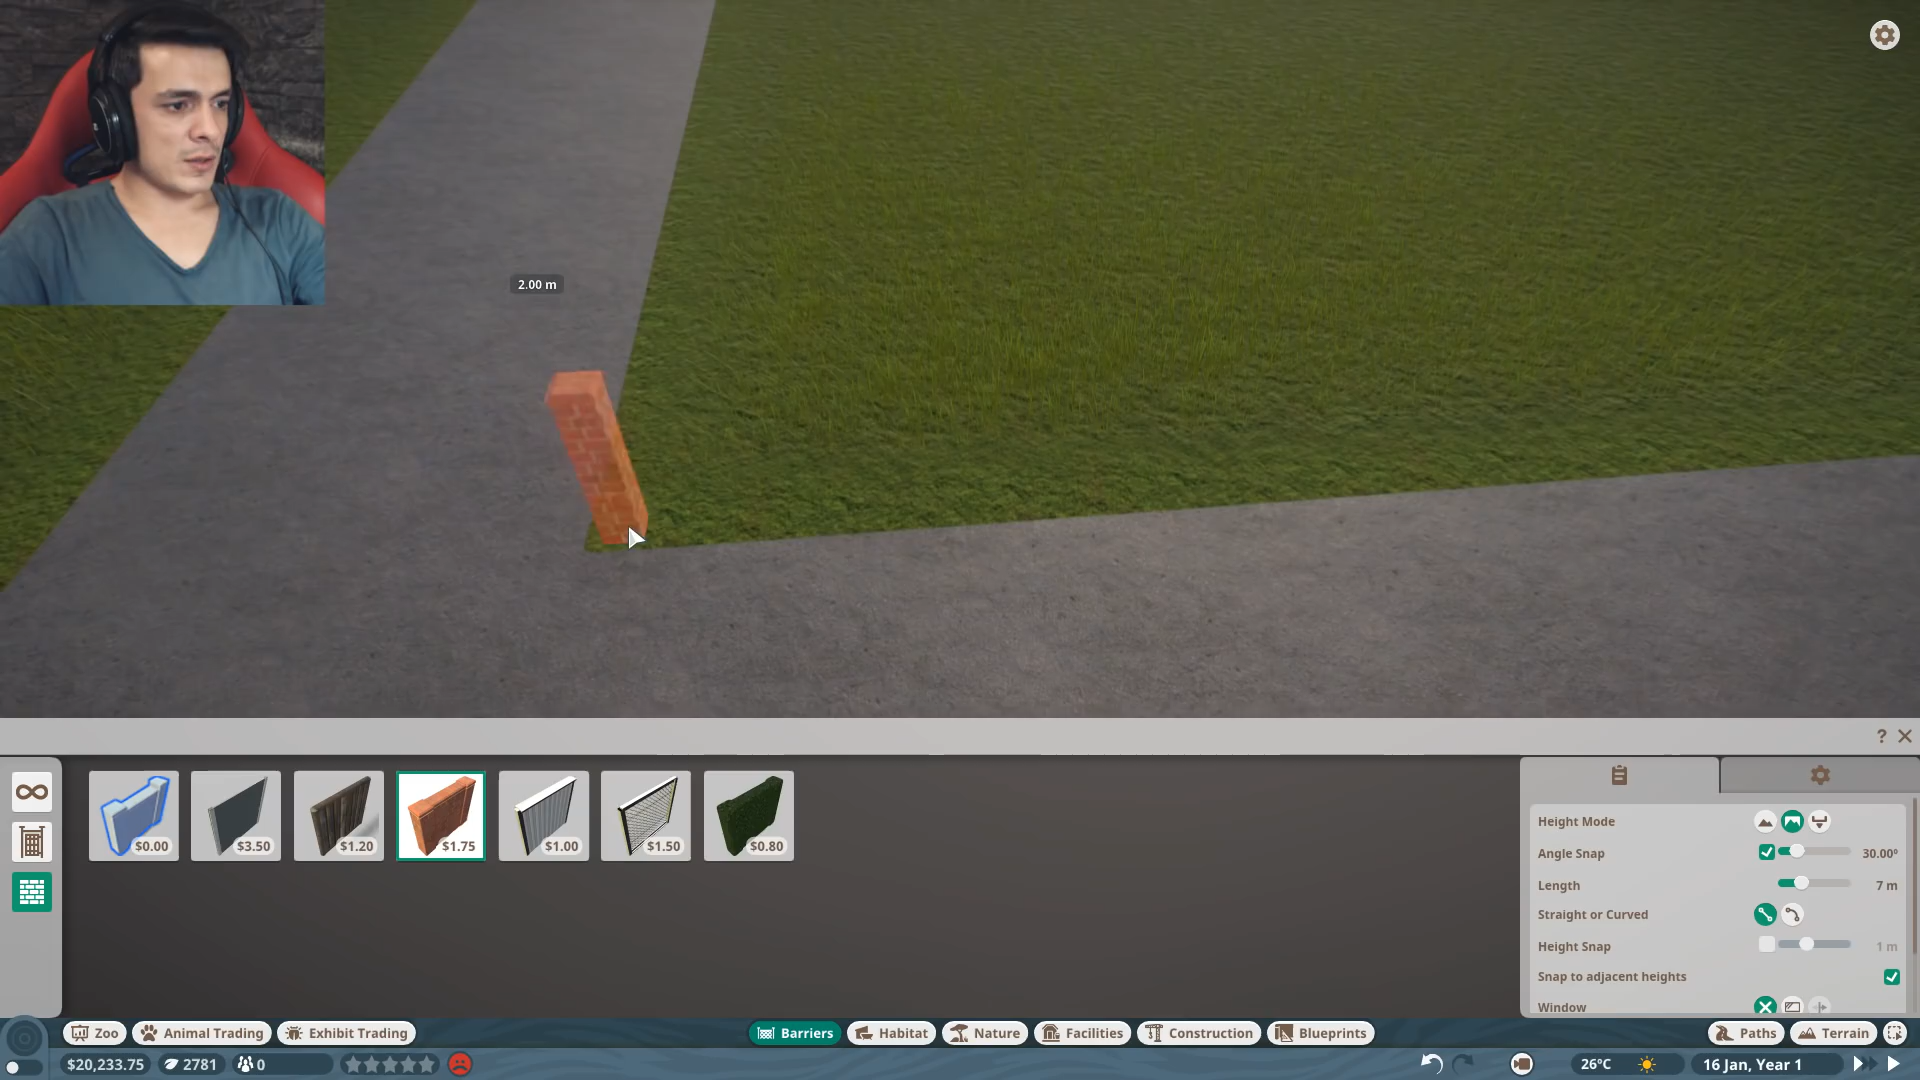 2.00 m
?
$0.00
$3.50
$1.20
$1.75
$1.00
$1.50
$0.80
Height Mode
Angle Snap 30.00°
Length 7 m
Straight or Curved
Height Snap 1 m
Snap to adjacent heights
Window
Zoo Animal Trading Exhibit Trading Barriers Habitat Nature Facilities Construction Blueprints Paths Terrain
$20,233.75 2781 0 26°C 16 Jan, Year 1